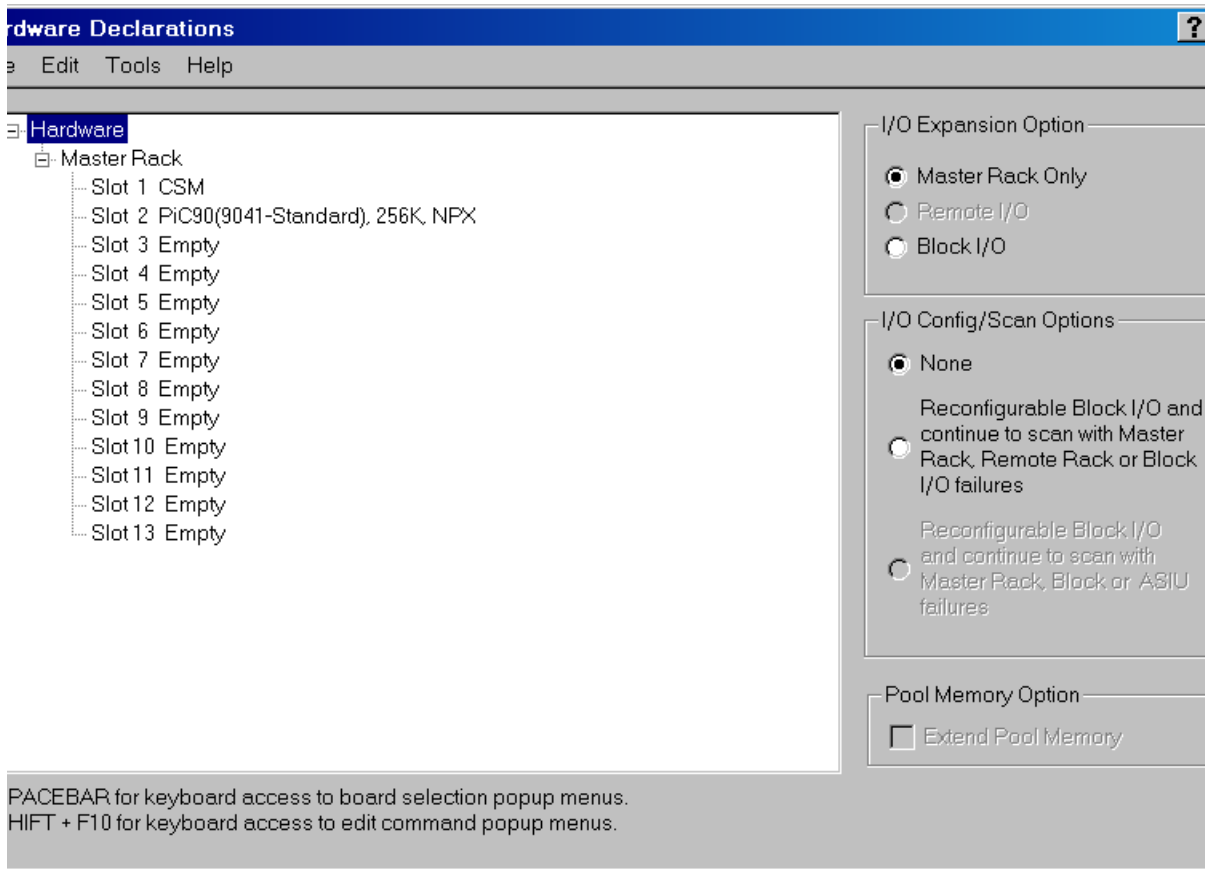 rdware Declarations
?
e Edit Tools Help
Hardware
Master Rack
Slot 1 CSM
Slot 2 PiC90(9041-Standard), 256K, NPX
Slot 3 Empty
Slot 4 Empty
Slot 5 Empty
Slot 6 Empty
Slot 7 Empty
Slot 8 Empty
Slot 9 Empty
Slot 10 Empty
Slot 11 Empty
Slot 12 Empty
Slot 13 Empty
I/O Expansion Option
Master Rack Only
Remote I/O
Block I/O
I/O Config/Scan Options
None
Reconfigurable Block I/O and
continue to scan with Master
Rack, Remote Rack or Block
I/O failures
Reconfigurable Block I/O
and continue to scan with
Master Rack, Block or ASIU
failures
Pool Memory Option
Extend Pool Memory
PACEBAR for keyboard access to board selection popup menus.
HIFT + F10 for keyboard access to edit command popup menus.